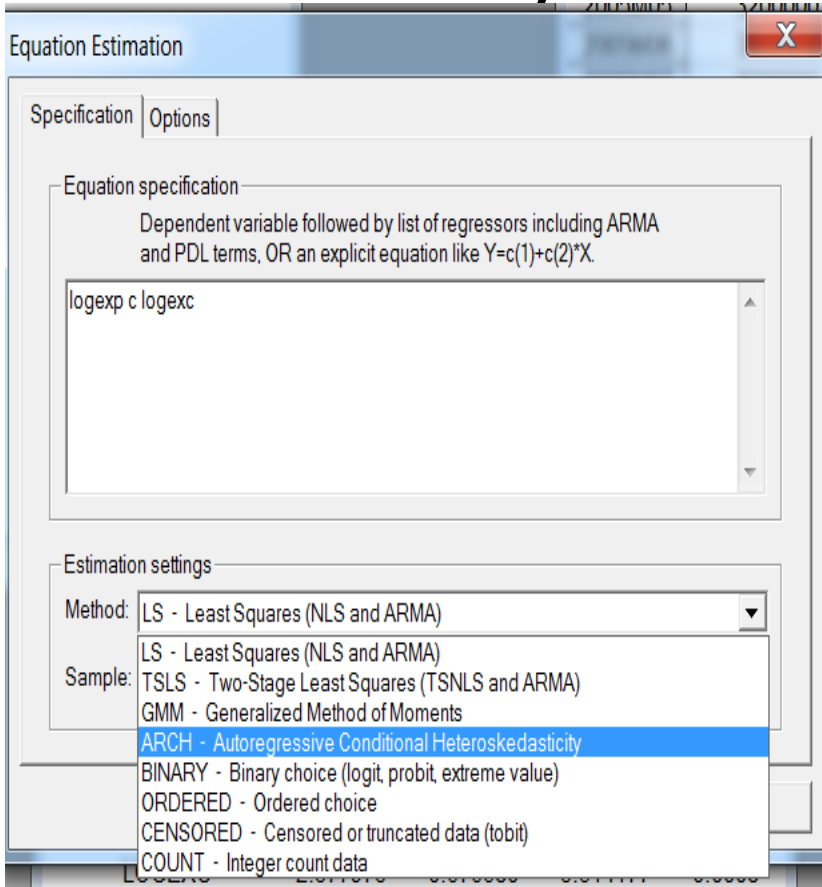 2005M05 3200000
Equation Estimation
X
Specification Options
Equation specification
Dependent variable followed by list of regressors including ARMA
and PDL terms, OR an explicit equation like Y=c(1)+c(2)*X.
logexp c logexc
Estimation settings
Method: LS - Least Squares (NLS and ARMA)
LS - Least Squares (NLS and ARMA)
Sample: TSLS - Two-Stage Least Squares (TSNLS and ARMA)
GMM - Generalized Method of Moments
ARCH - Autoregressive Conditional Heteroskedasticity
BINARY - Binary choice (logit, probit, extreme value)
ORDERED - Ordered choice
CENSORED - Censored or truncated data (tobit)
COUNT - Integer count data